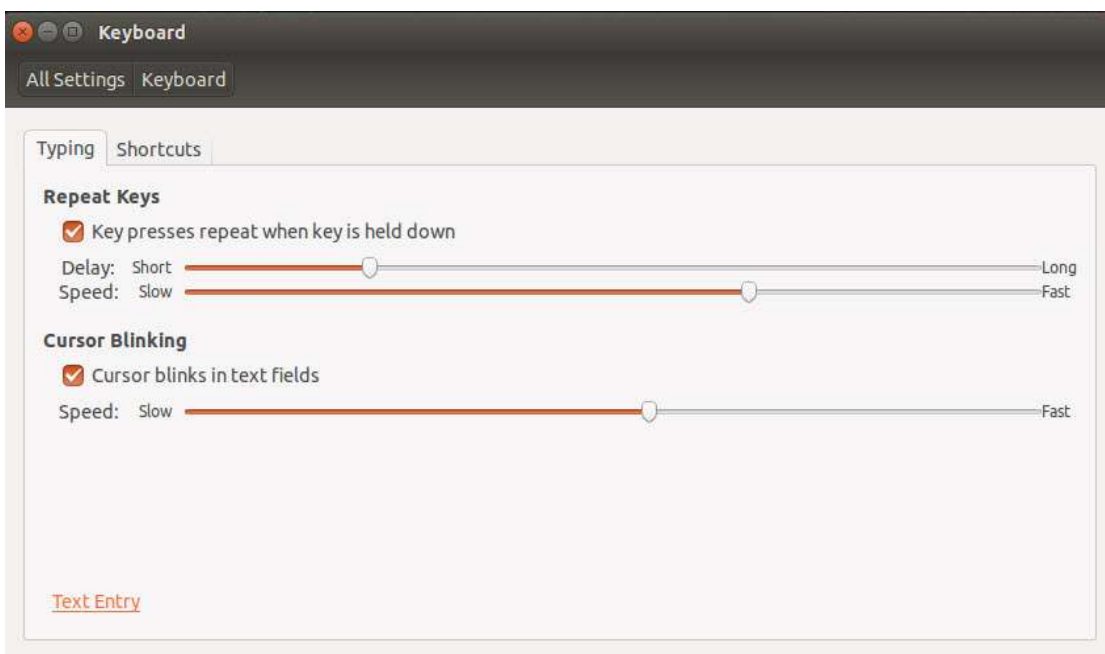 Keyboard
All Settings Keyboard
Typing Shortcuts
Repeat Keys
Key presses repeat when key is held down
Delay: Short Long
Speed: Slow Fast
Cursor Blinking
Cursor blinks in text fields
Speed: Slow Fast
Text Entry